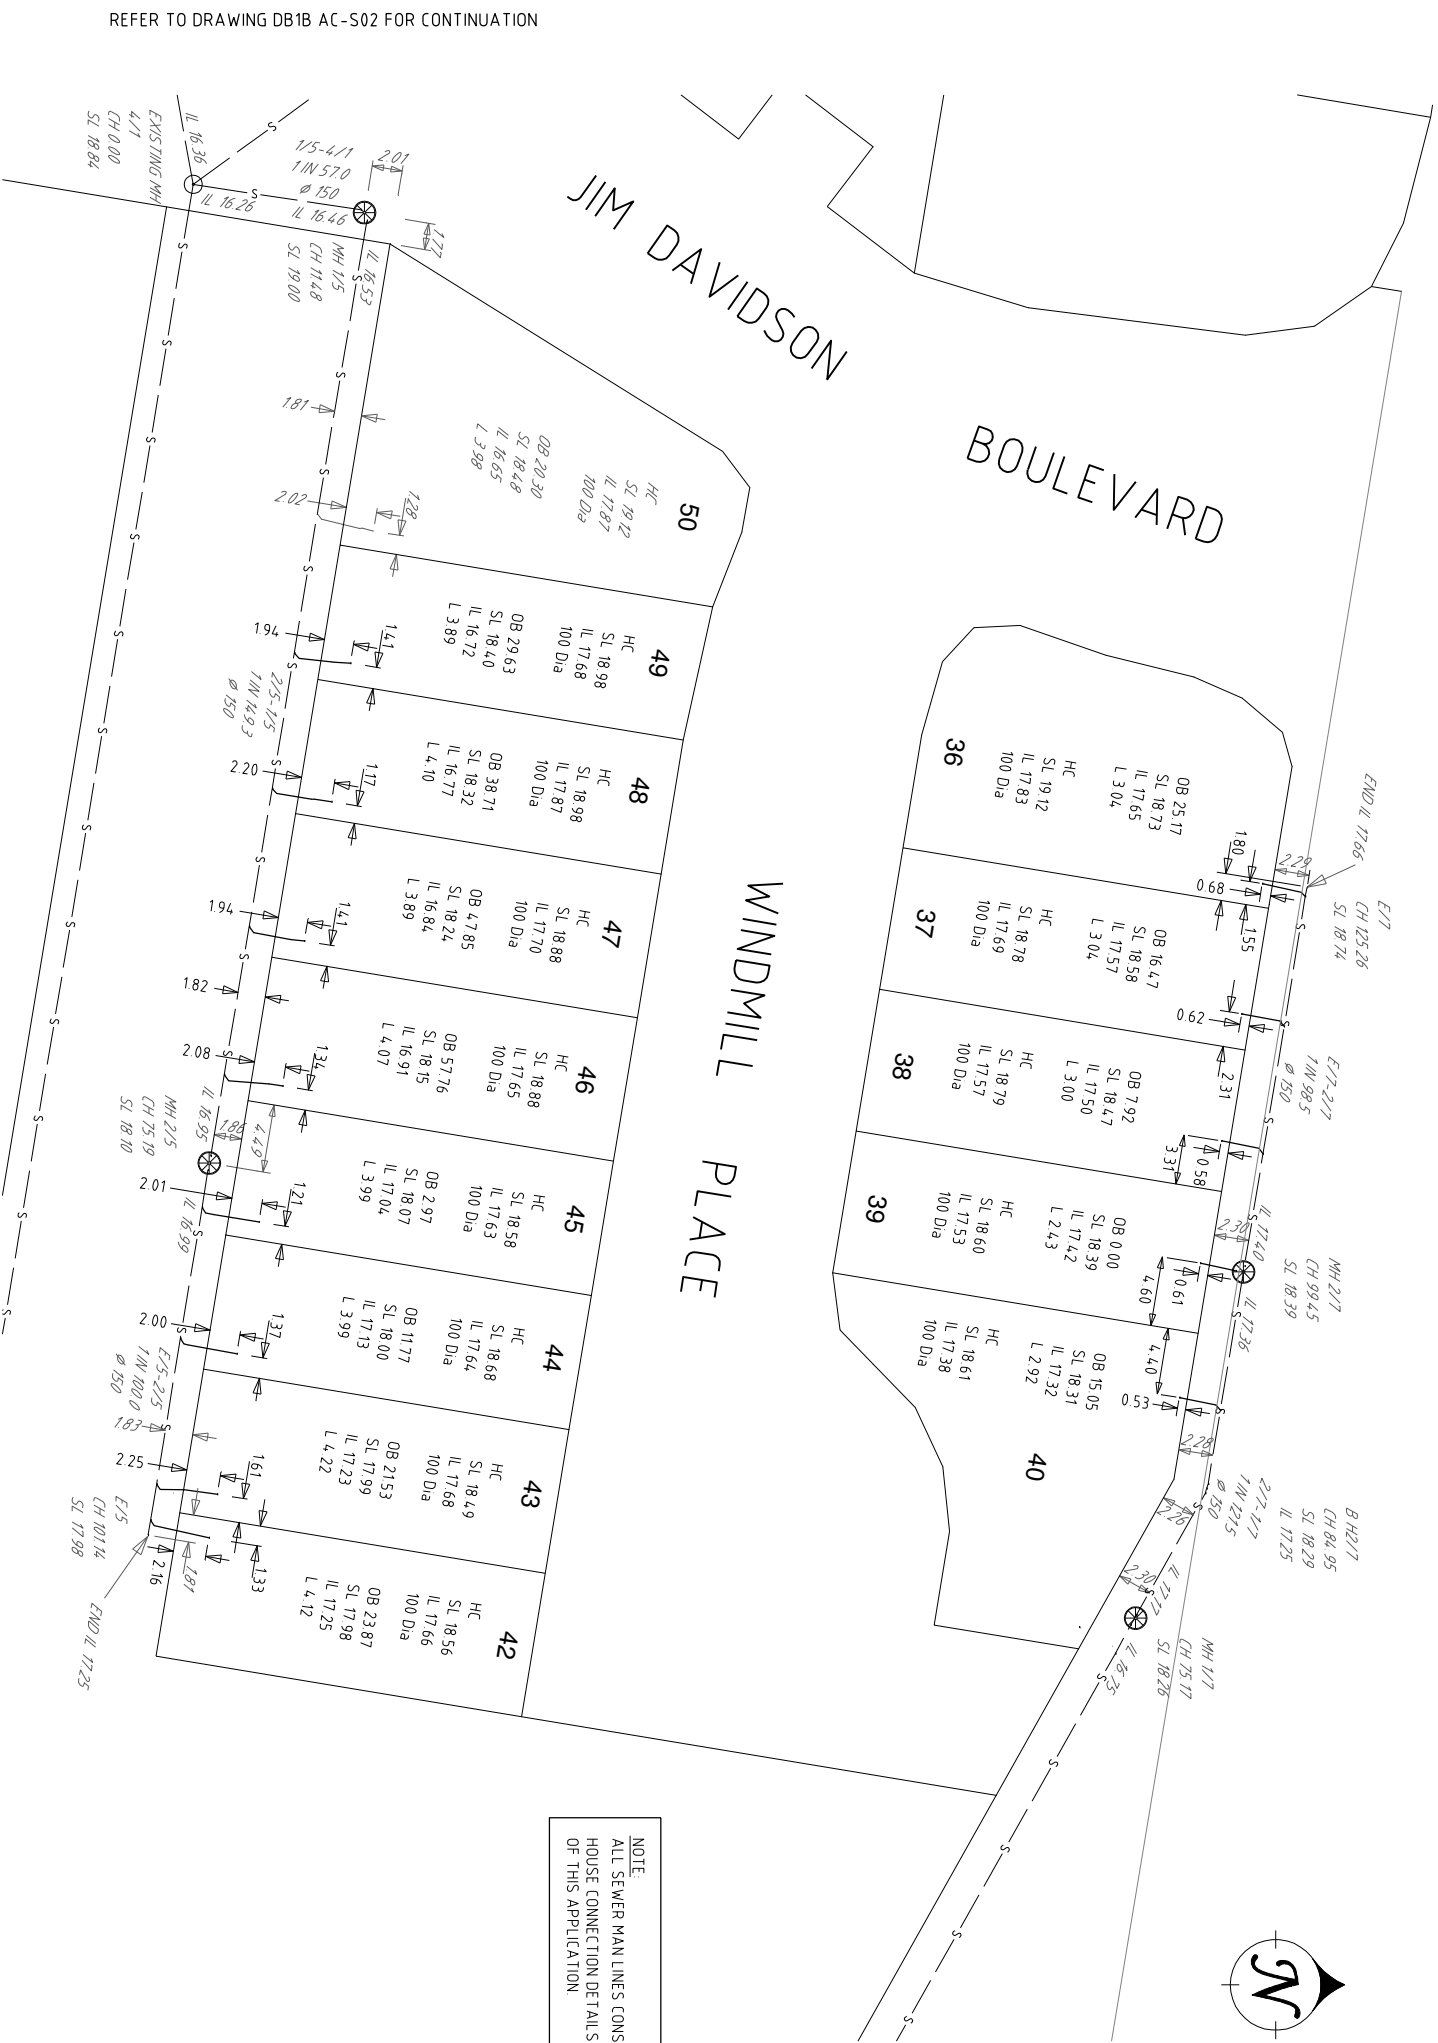 REFER TO DRAWING DB1B AC-S02 FOR CONTINUATION
JIM DAVIDSON
BOULEVARD
WINDMILL PLACE
IL 16.36
EXISTING MH
4/1
CH 0.00
SL 18.84
IL 16.26
1/5-4/1
1 IN 57.0
ø 150
IL 16.46
2.01
1.77
IL 16.53
MH 1/5
CH 11.48
SL 19.00
1.81
2.02
1.28
50
HC
SL 19.12
IL 17.87
100 Dia
OB 20.30
SL 18.48
IL 16.65
L 3.98
49
HC
SL 18.98
IL 17.68
100 Dia
OB 29.63
SL 18.40
IL 16.72
L 3.89
1.94
1.41
2/5-1/5
1 IN 149.3
ø 150
48
HC
SL 18.98
IL 17.87
100 Dia
OB 38.71
SL 18.32
IL 16.77
L 4.10
2.20
1.17
47
HC
SL 18.88
IL 17.70
100 Dia
OB 47.85
SL 18.24
IL 16.84
L 3.89
1.94
1.41
1.82
46
HC
SL 18.88
IL 17.65
100 Dia
OB 57.76
SL 18.15
IL 16.91
L 4.07
2.08
1.34
IL 16.95
MH 2/5
CH 75.19
SL 18.10
1.86
4.49
45
HC
SL 18.58
IL 17.63
100 Dia
OB 2.97
SL 18.07
IL 17.04
L 3.99
2.01
1.21
IL 16.99
44
HC
SL 18.68
IL 17.64
100 Dia
OB 11.77
SL 18.00
IL 17.13
L 3.99
2.00
1.37
E/5-2/5
1 IN 100.0
ø 150
1.83
43
HC
SL 18.49
IL 17.68
100 Dia
OB 21.53
SL 17.99
IL 17.23
L 4.22
2.25
1.61
E/5
CH 101.14
SL 17.98
42
HC
SL 18.56
IL 17.66
100 Dia
OB 23.87
SL 17.98
IL 17.25
L 4.12
2.16
1.81
1.33
END IL 17.25
36
HC
SL 19.12
IL 17.83
100 Dia
OB 25.17
SL 18.73
IL 17.65
L 3.04
1.80
0.68
2.29
END IL 17.66
E/7
CH 125.26
SL 18.74
37
HC
SL 18.78
IL 17.69
100 Dia
OB 16.47
SL 18.58
IL 17.57
L 3.04
1.55
0.62
E/7-2/7
1 IN 98.5
ø 150
38
HC
SL 18.79
IL 17.57
100 Dia
OB 7.92
SL 18.47
IL 17.50
L 3.00
2.31
3.31
0.58
39
HC
SL 18.60
IL 17.53
100 Dia
OB 0.00
SL 18.39
IL 17.42
L 2.43
2.30
IL 17.40
MH 2/7
CH 99.45
SL 18.39
IL 17.36
0.61
4.60
40
HC
SL 18.61
IL 17.38
100 Dia
OB 15.05
SL 18.31
IL 17.32
L 2.92
4.40
0.53
2.28
2.26
B H2/7
CH 84.95
SL 18.29
IL 17.25
2/7-1/7
1 IN 121.5
ø 150
2.30
IL 17.17
MH 1/7
CH 75.17
SL 18.26
IL 16.75
NOTE:
ALL SEWER MAN LINES CONS
HOUSE CONNECTION DETAILS
OF THIS APPLICATION.
N